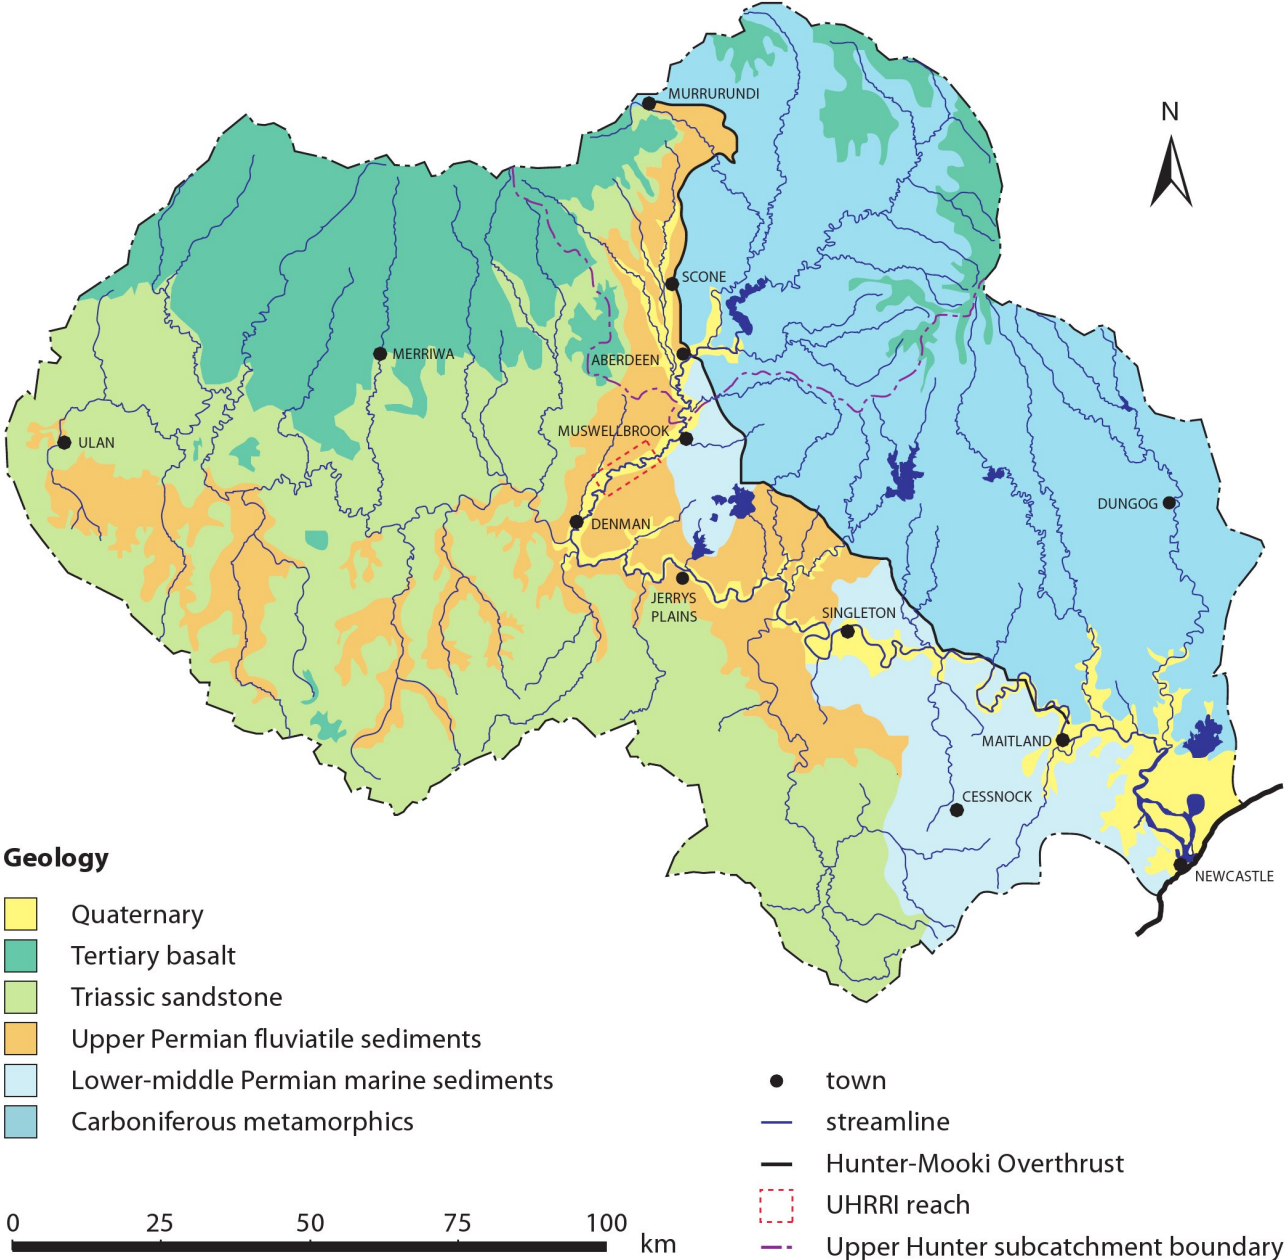 MURRURUNDI
N
SCONE
MERRIWA
ABERDEEN
MUSWELLBROOK
ULAN
DUNGOG
DENMAN
JERRYS
PLAINS
SINGLETON
MAITLAND
CESSNOCK
NEWCASTLE
Geology
Quaternary
Tertiary basalt
Triassic sandstone
Upper Permian fluviatile sediments
Lower-middle Permian marine sediments
Carboniferous metamorphics
town
streamline
Hunter-Mooki Overthrust
UHRRI reach
Upper Hunter subcatchment boundary
0 25 50 75 100
km